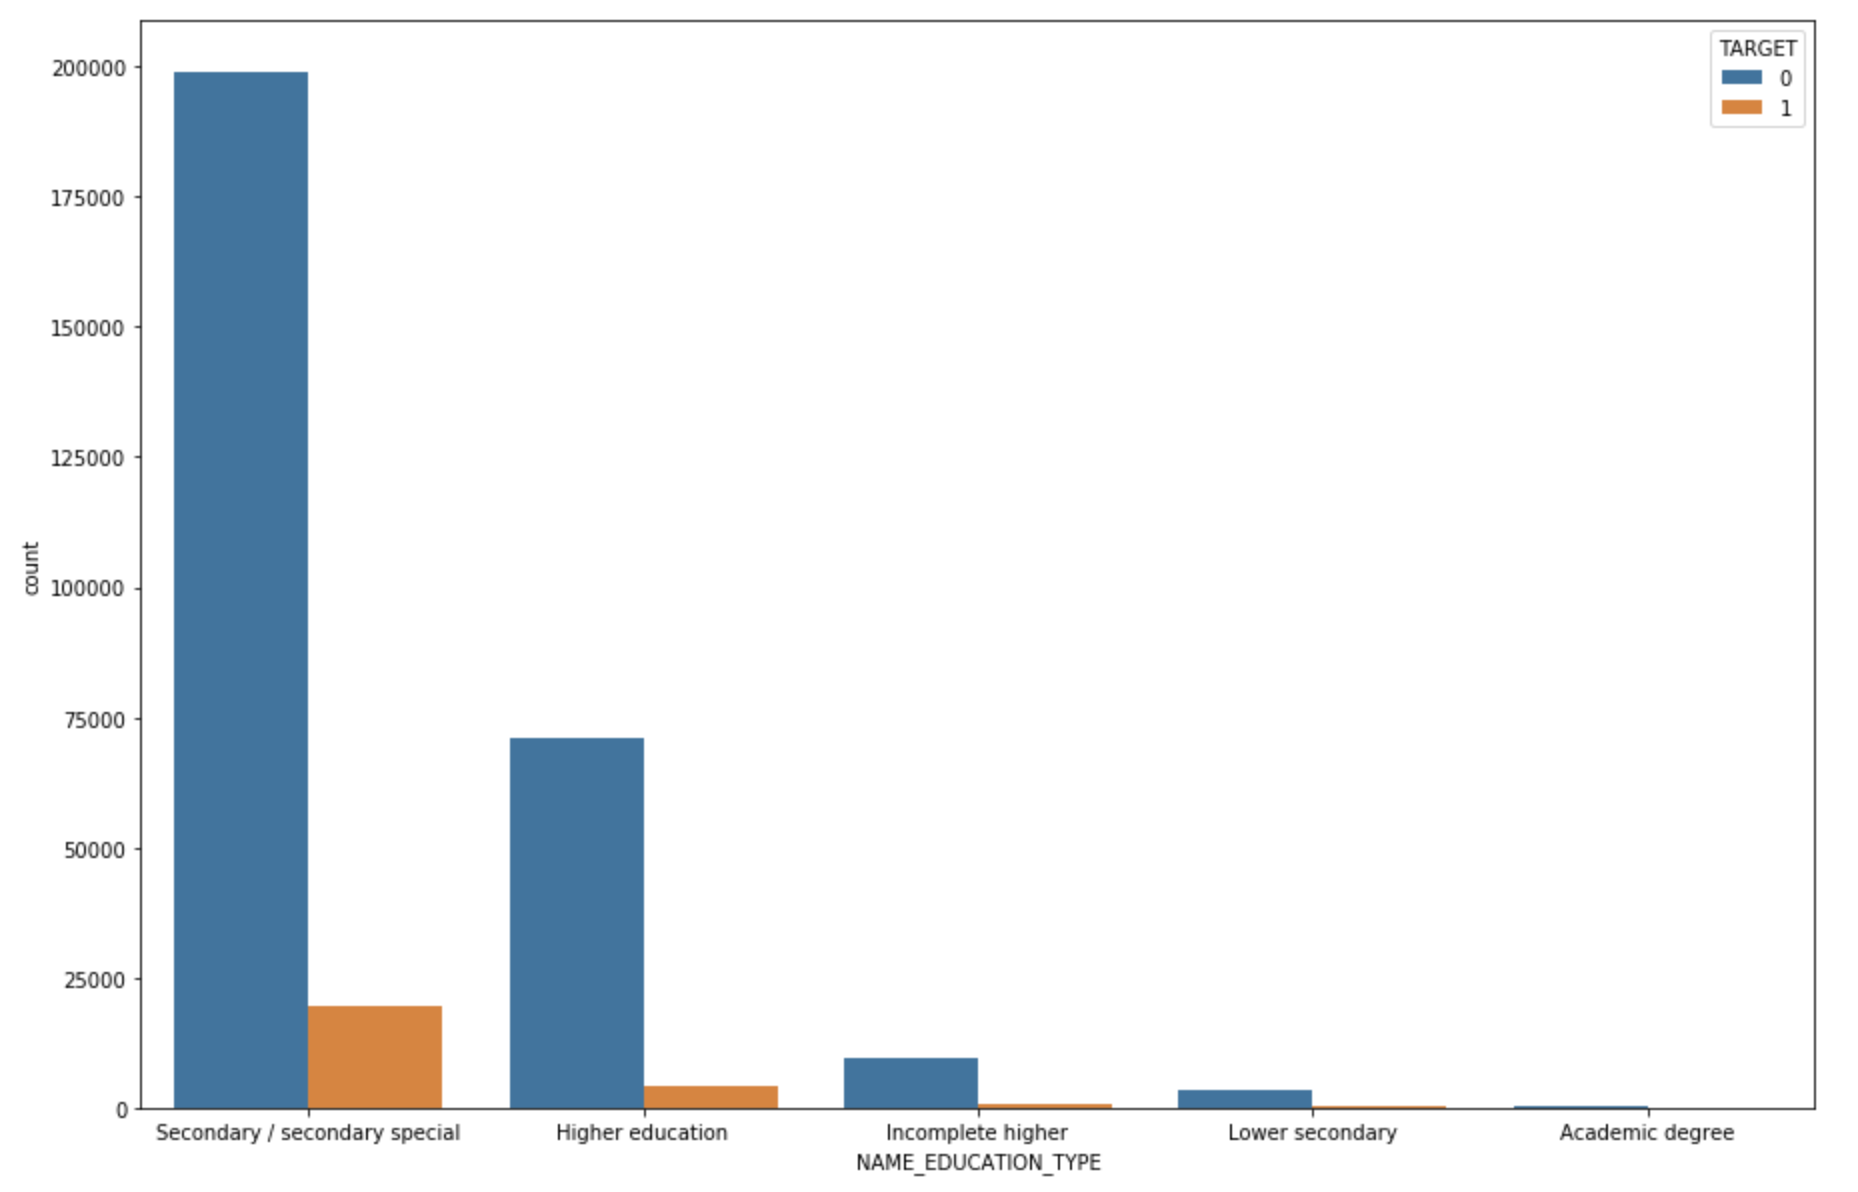 TARGET
0
1
200000
175000
150000
125000
100000
75000
50000
25000
0
count
Secondary / secondary special
Higher education
Incomplete higher
Lower secondary
Academic degree
NAME_EDUCATION_TYPE